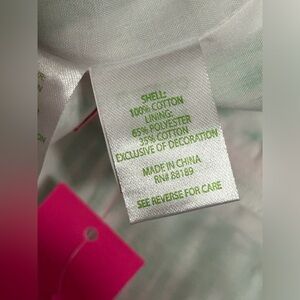 SHELL:
100% COTTON
LINING:
65% POLYESTER
35% COTTON
EXCLUSIVE OF DECORATION
MADE IN CHINA
RN# 88189
SEE REVERSE FOR CARE